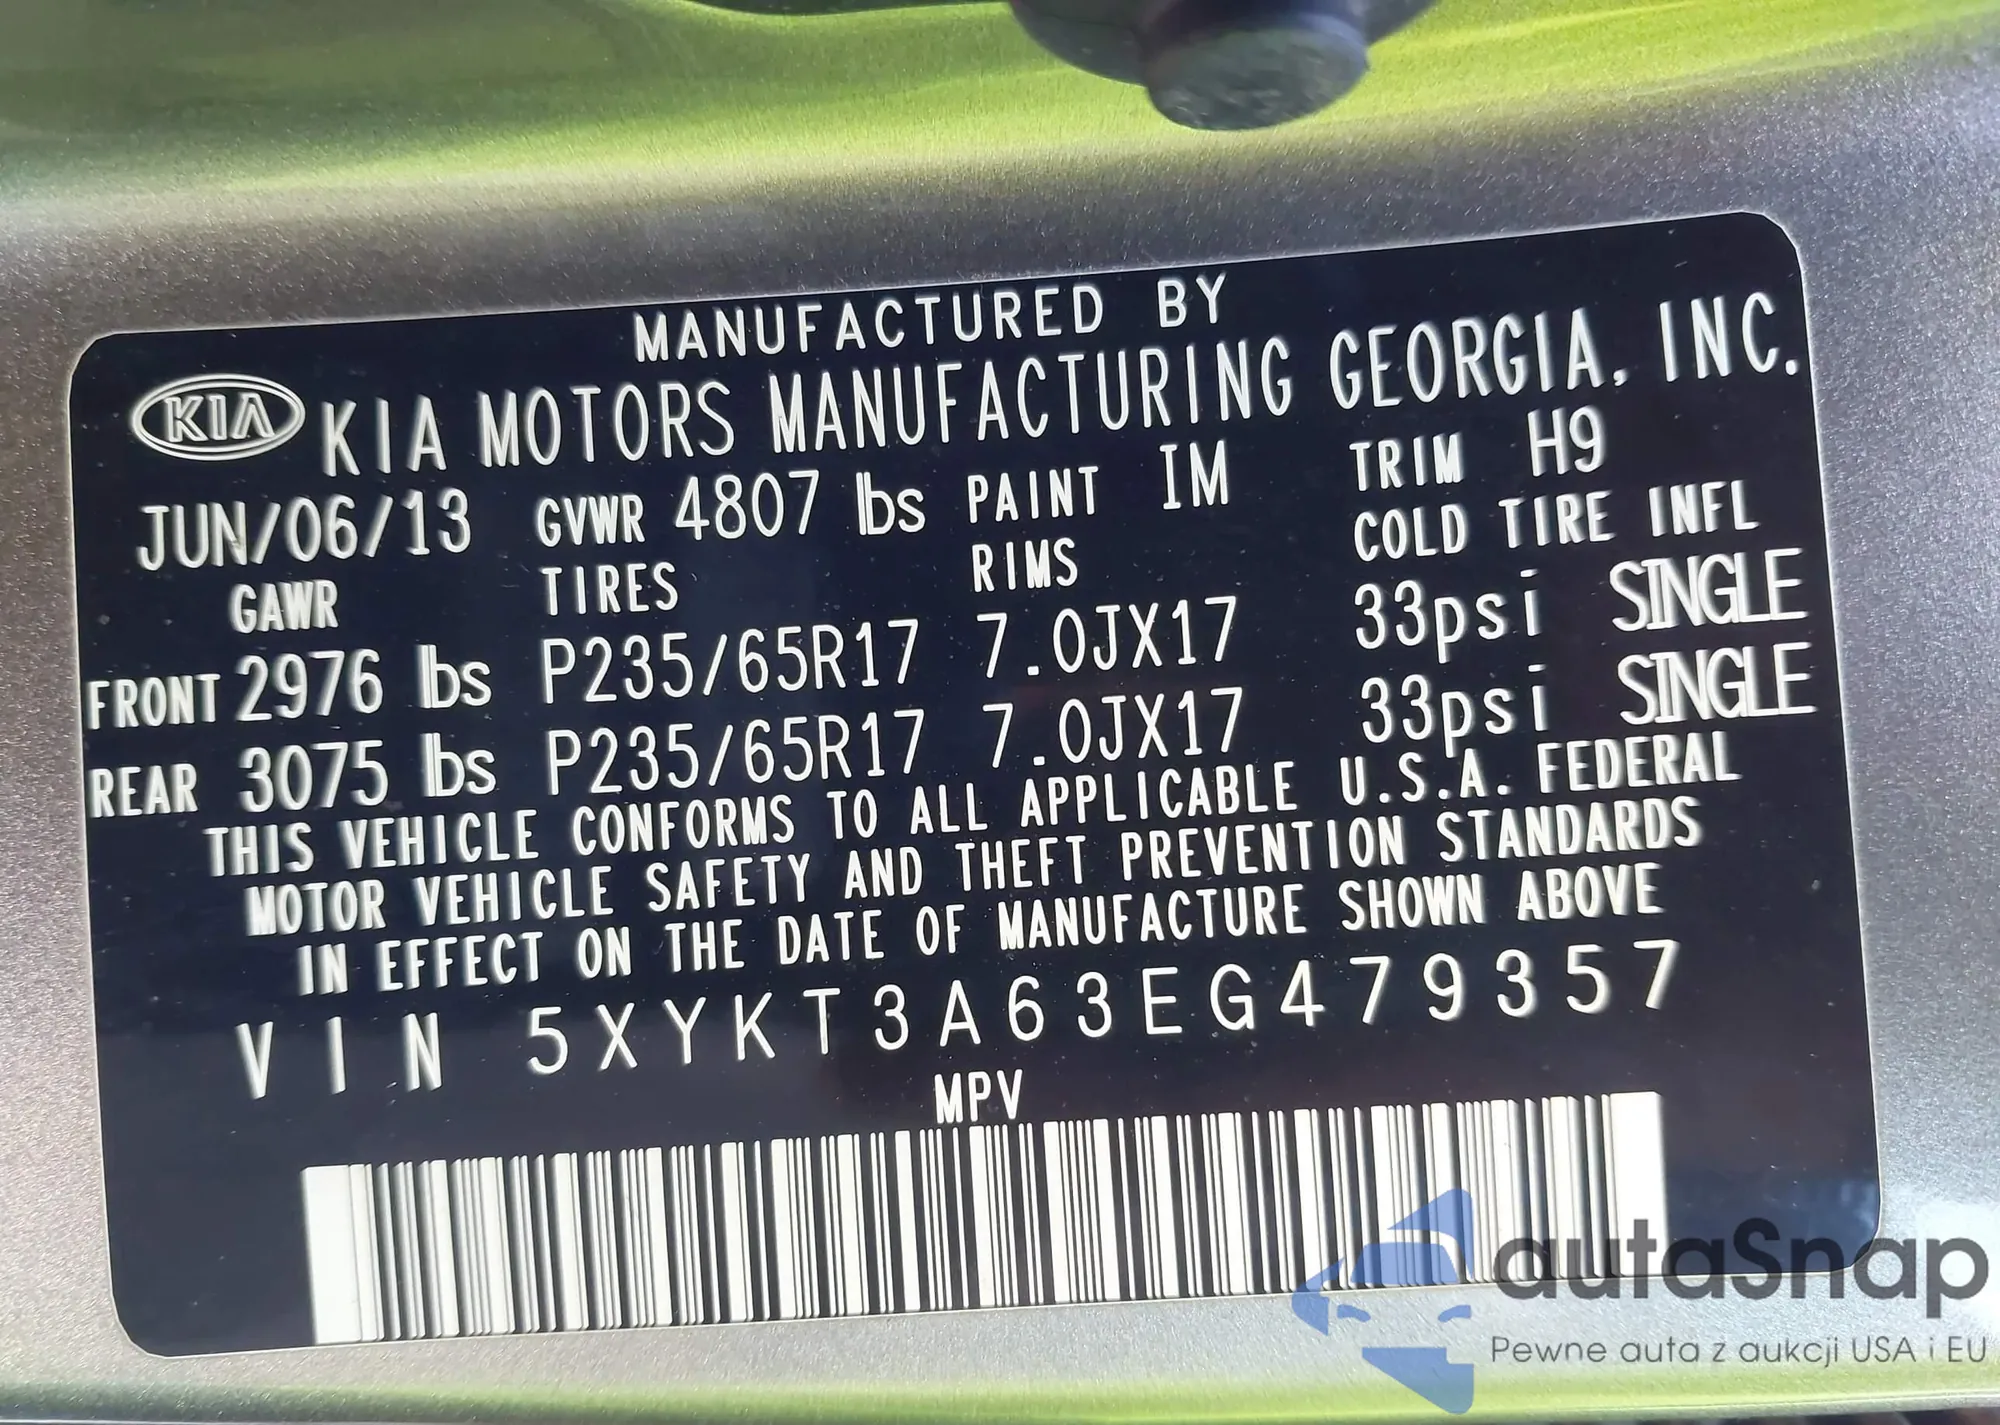 MANUFACTURED BY
KIA KIA MOTORS MANUFACTURING GEORGIA, INC.
JUN/06/13 GVWR 4807 lbs PAINT IM TRIM H9
GAWR TIRES RIMS COLD TIRE INFL
FRONT 2976 lbs P235/65R17 7.0JX17 33psi SINGLE
REAR 3075 lbs P235/65R17 7.0JX17 33psi SINGLE
THIS VEHICLE CONFORMS TO ALL APPLICABLE U.S.A. FEDERAL
MOTOR VEHICLE SAFETY AND THEFT PREVENTION STANDARDS
IN EFFECT ON THE DATE OF MANUFACTURE SHOWN ABOVE
VIN 5XYKT3A63EG479357
MPV
autaSnap
Pewne auta z aukcji USA i EU